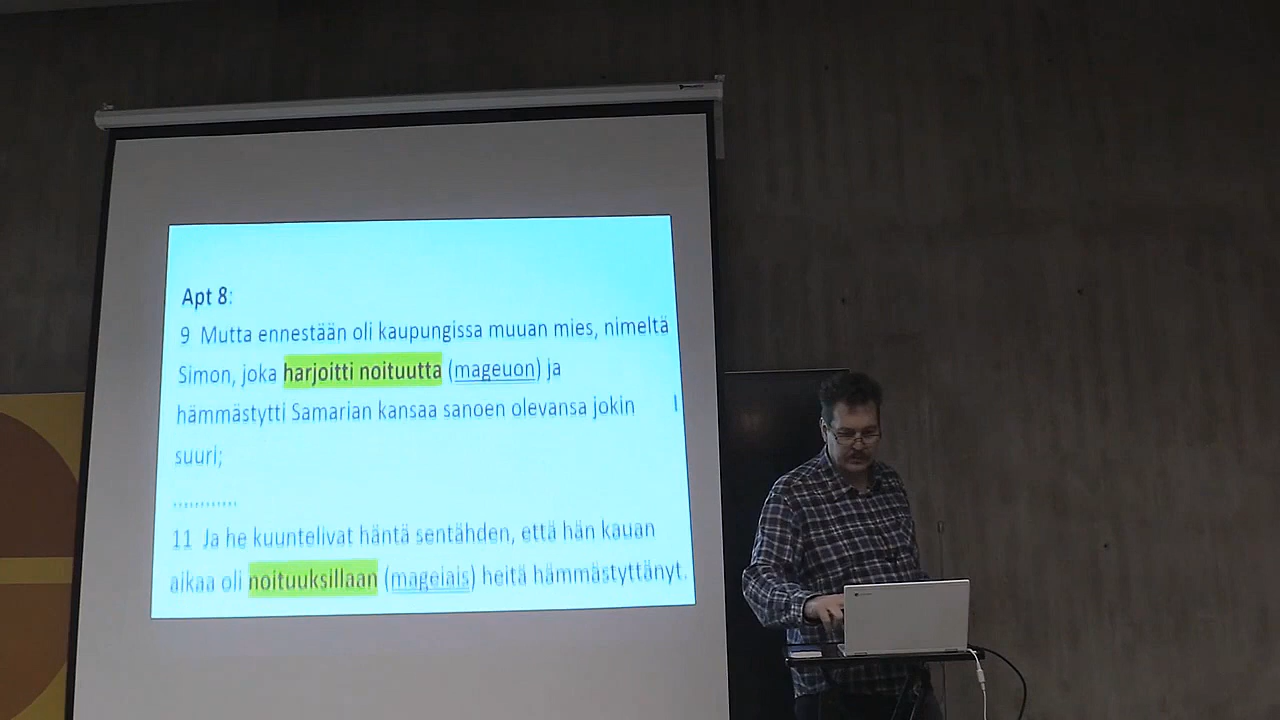 Apt 8:
9 Mutta ennestään oli kaupungissa muuan mies, nimeltä
Simon, joka harjoitti noituutta (mageuon) ja
hämmästytti Samarian kansaa sanoen olevansa jokin
suuri;
............
11 Ja he kuuntelivat häntä sentähden, että hän kauan
aikaa oli noituuksillaan (mageiais) heitä hämmästyttänyt.